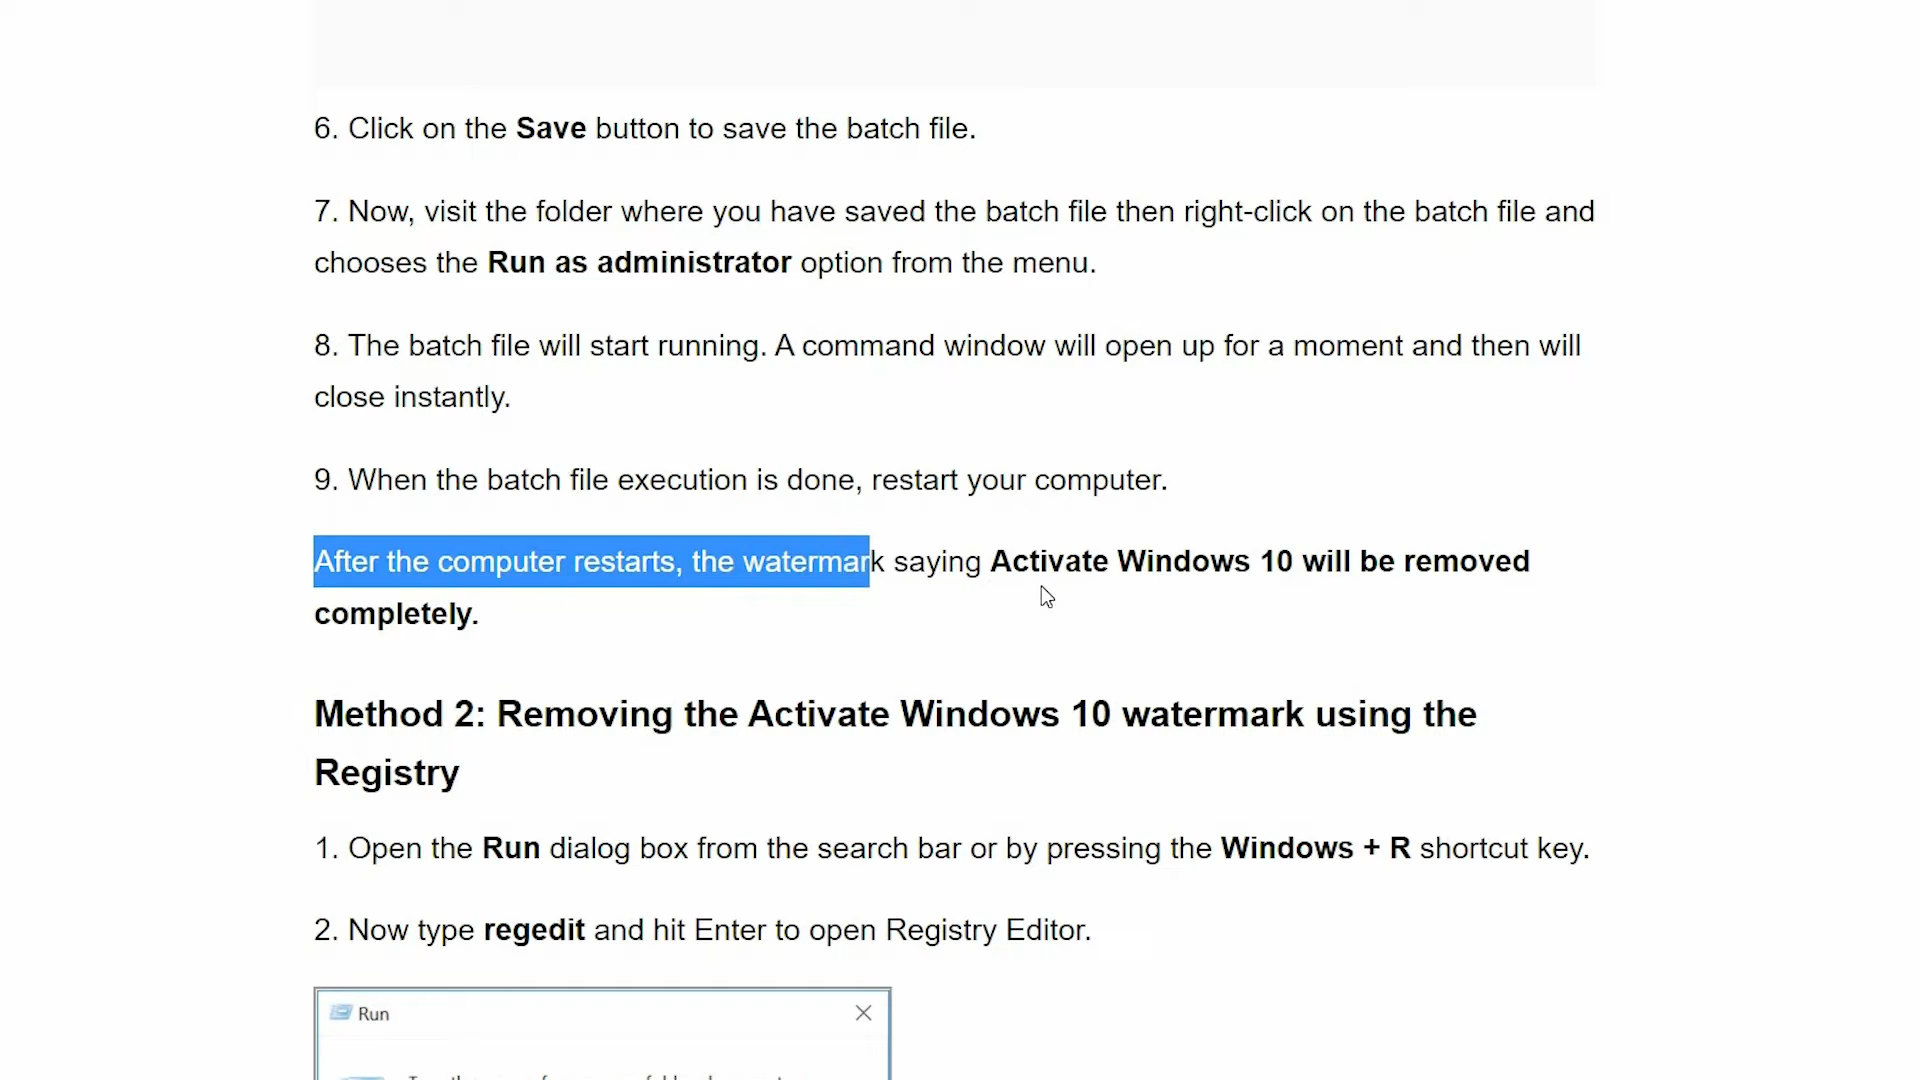 6. Click on the Save button to save the batch file.
7. Now, visit the folder where you have saved the batch file then right-click on the batch file and
chooses the Run as administrator option from the menu.
8. The batch file will start running. A command window will open up for a moment and then will
close instantly.
9. When the batch file execution is done, restart your computer.
After the computer restarts, the watermark saying Activate Windows 10 will be removed
completely.
Method 2: Removing the Activate Windows 10 watermark using the
Registry
1. Open the Run dialog box from the search bar or by pressing the Windows + R shortcut key.
2. Now type regedit and hit Enter to open Registry Editor.
Run